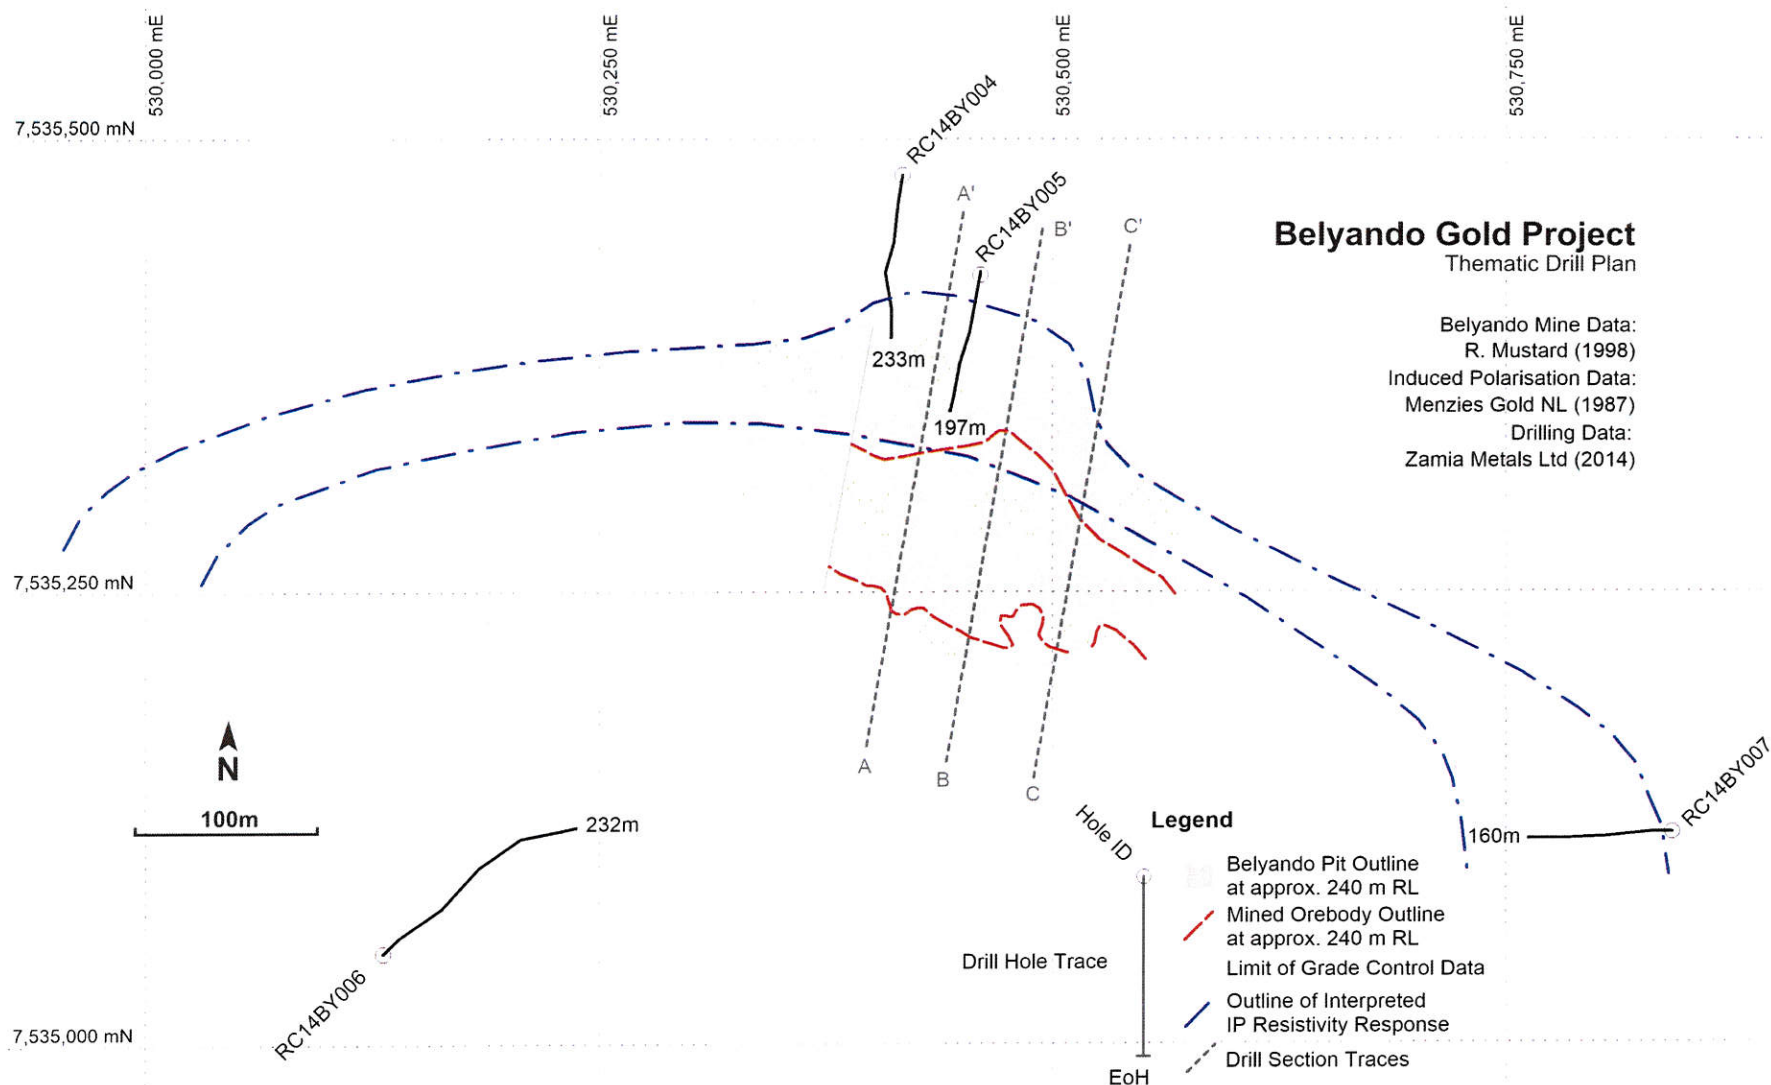 530,000 mE
530,250 mE
530,500 mE
530,750 mE
7,535,500 mN
RC14BY004
A'
RC14BY005
B'
C'
Belyando Gold Project
Thematic Drill Plan
Belyando Mine Data:
R. Mustard (1998)
Induced Polarisation Data:
Menzies Gold NL (1987)
Drilling Data:
Zamia Metals Ltd (2014)
233m
197m
7,535,250 mN
N
A
B
C
100m
232m
160m
RC14BY007
RC14BY006
Hole ID
Legend
Belyando Pit Outline
at approx. 240 m RL
Mined Orebody Outline
at approx. 240 m RL
Drill Hole Trace
Limit of Grade Control Data
Outline of Interpreted
IP Resistivity Response
Drill Section Traces
EoH
7,535,000 mN